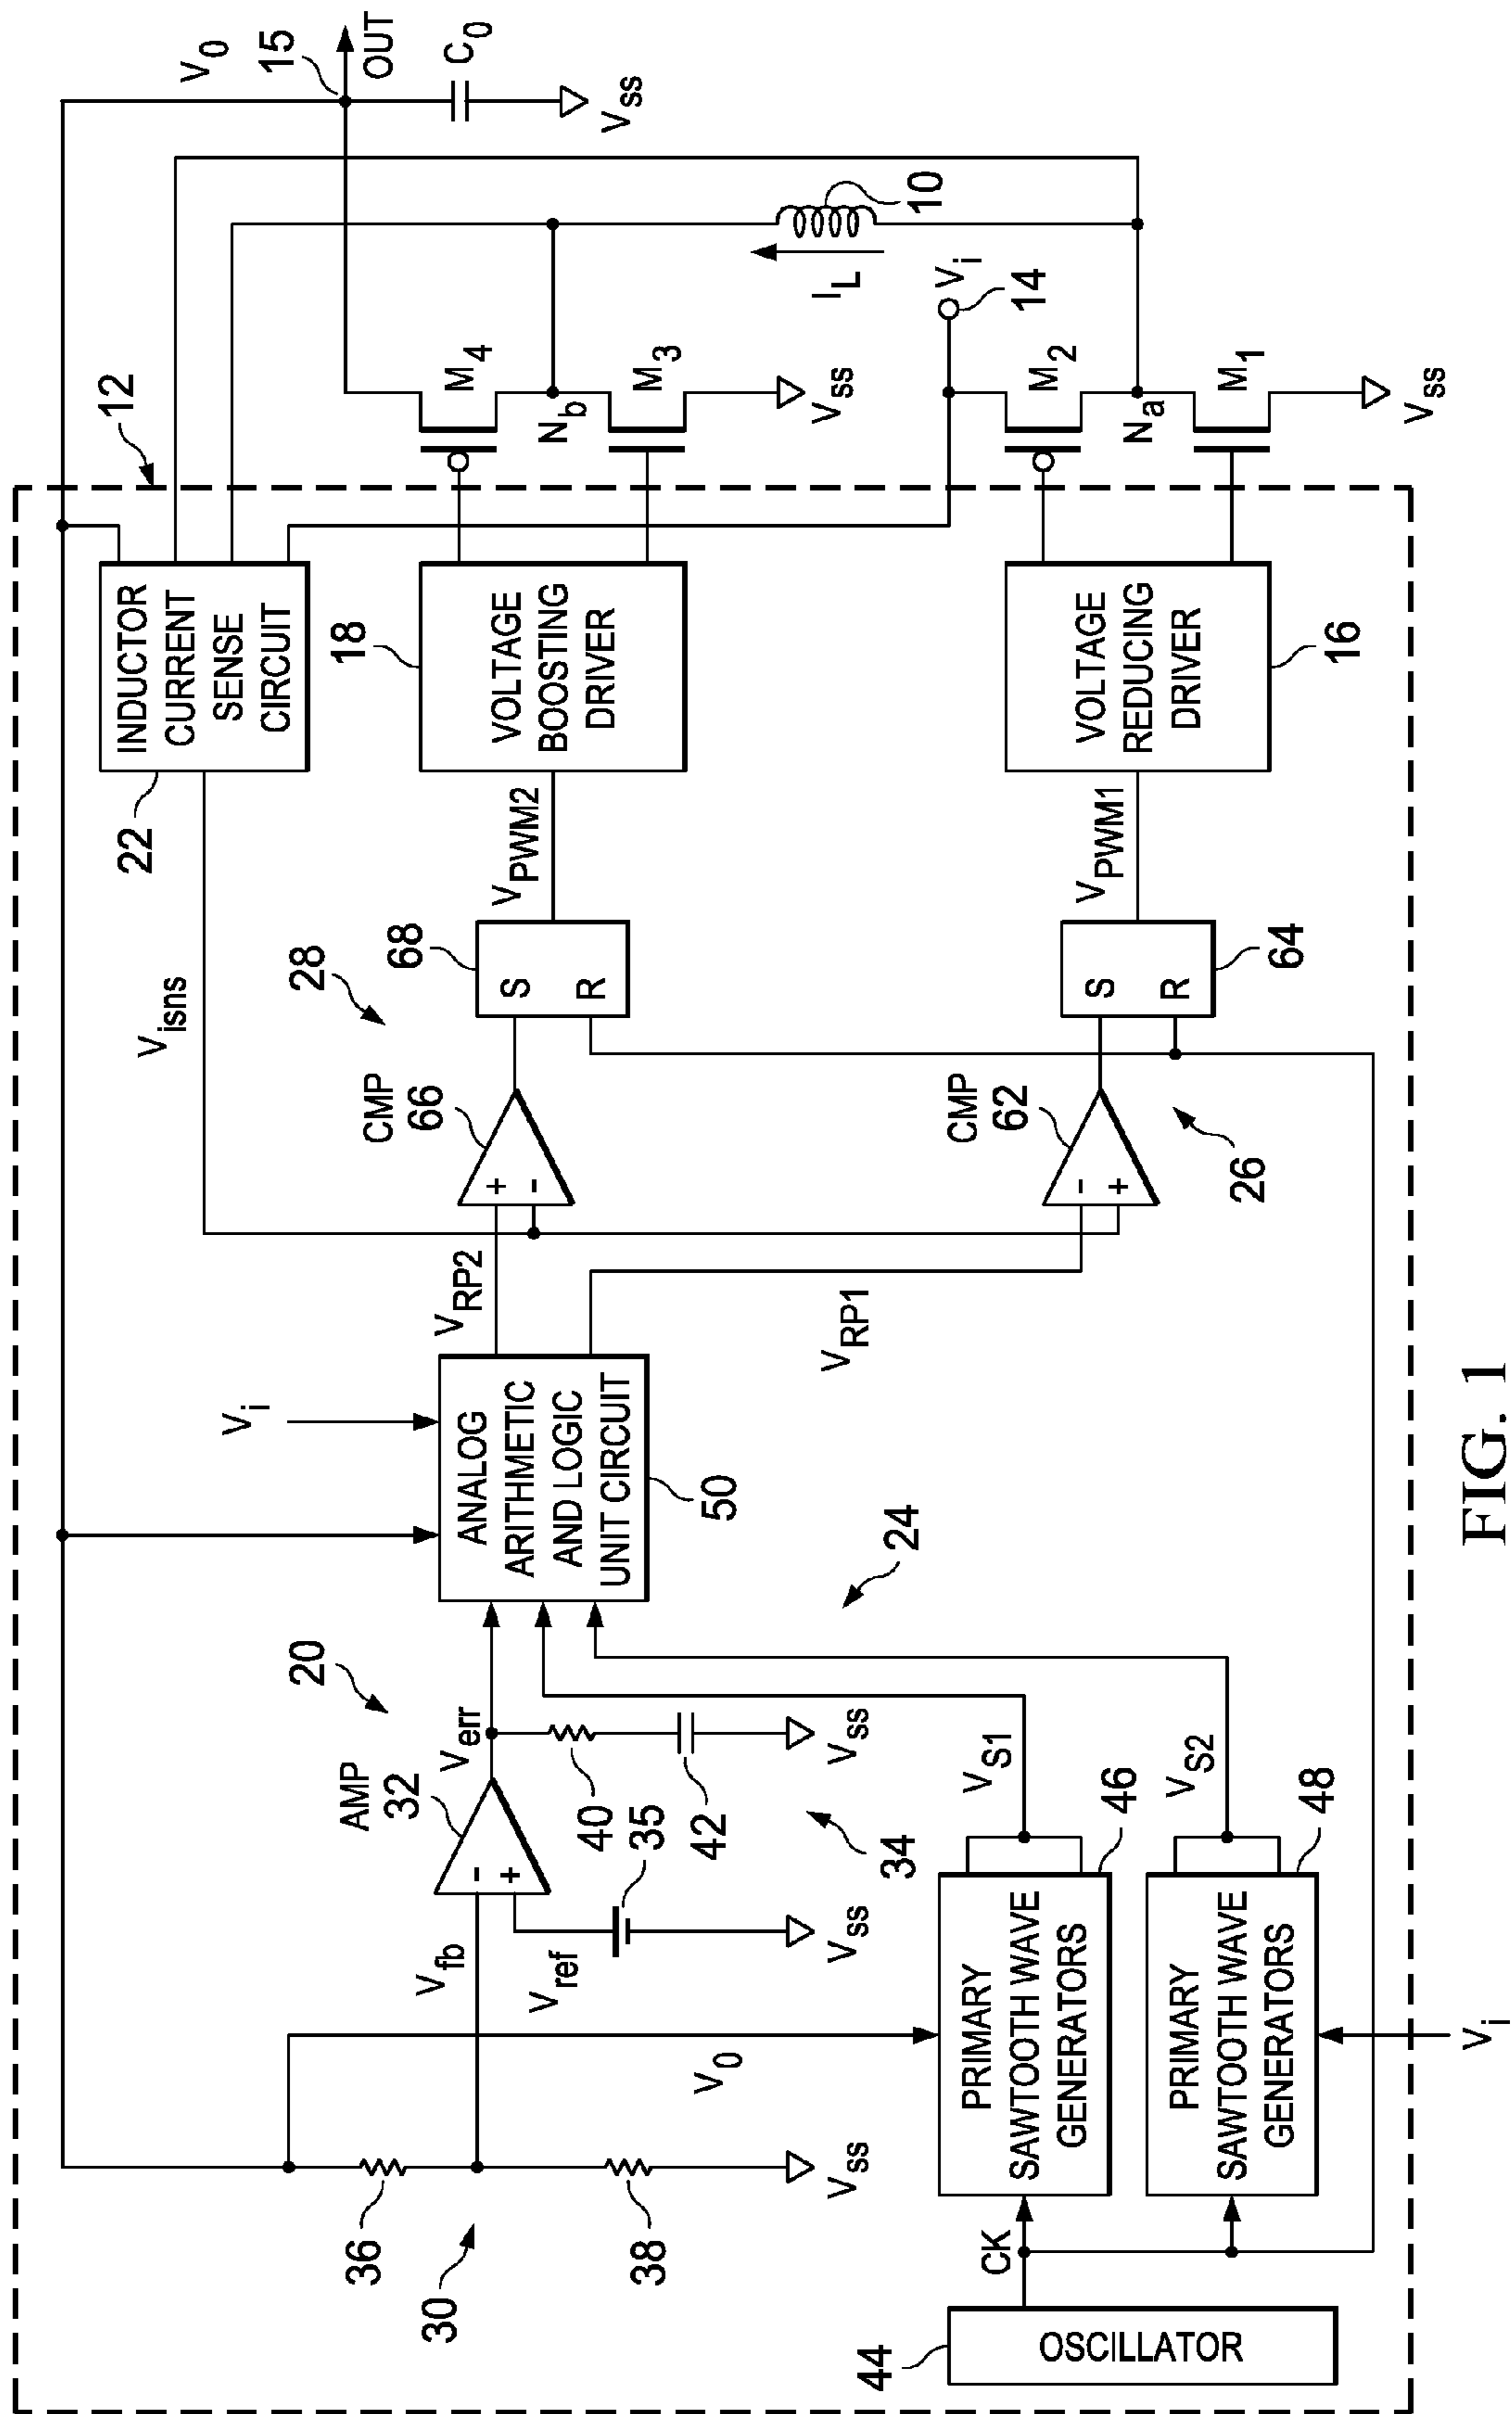 V0
15
OUT
C0
Vss
12
INDUCTOR
CURRENT
SENSE
CIRCUIT
22
Visns
M4
Nb
M3
Vss
10
IL
Vi
14
M2
Na
M1
Vss
18
VOLTAGE
BOOSTING
DRIVER
VOLTAGE
REDUCING
DRIVER
16
VPWM2
VPWM1
28
68
S
R
64
S
R
CMP
66
+
-
CMP
62
-
+
26
VRP2
VRP1
Vi
ANALOG
ARITHMETIC
AND LOGIC
UNIT CIRCUIT
50
24
20
Verr
AMP
32
-
+
40
42
Vss
34
35
Vss
Vfb
Vref
V0
36
38
30
Vss
VS1
VS2
PRIMARY
SAWTOOTH WAVE
GENERATORS
46
PRIMARY
SAWTOOTH WAVE
GENERATORS
48
Vi
CK
44
OSCILLATOR
FIG. 1